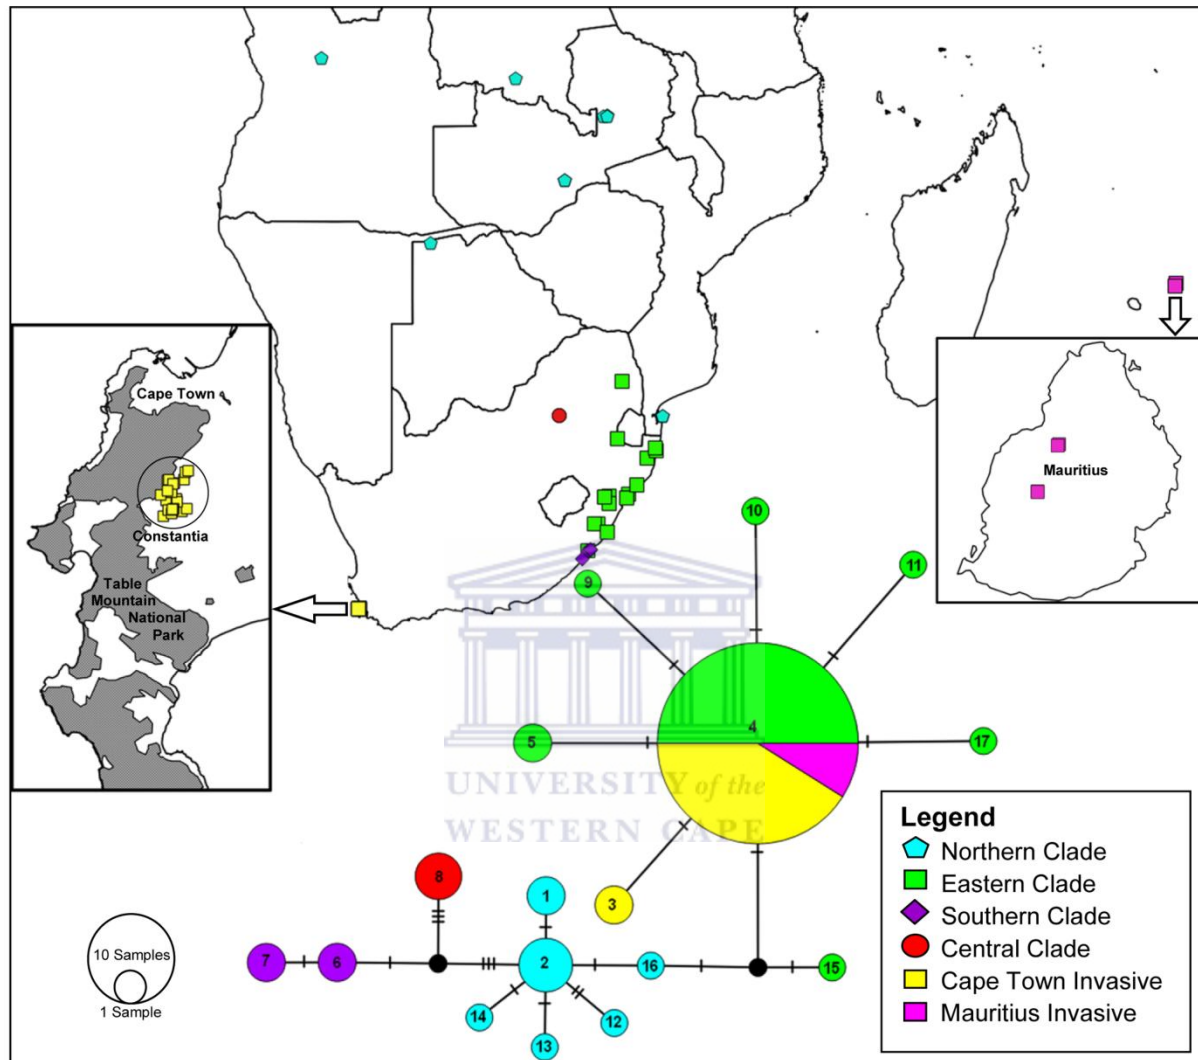 Cape Town
Constantia
Table
Mountain
National
Park
Mauritius
10
11
9
4
5
17
UNIVERSITY of the
WESTERN CAPE
3
8
1
7
6
2
16
15
14
13
12
10 Samples
1 Sample
Legend
Northern Clade
Eastern Clade
Southern Clade
Central Clade
Cape Town Invasive
Mauritius Invasive